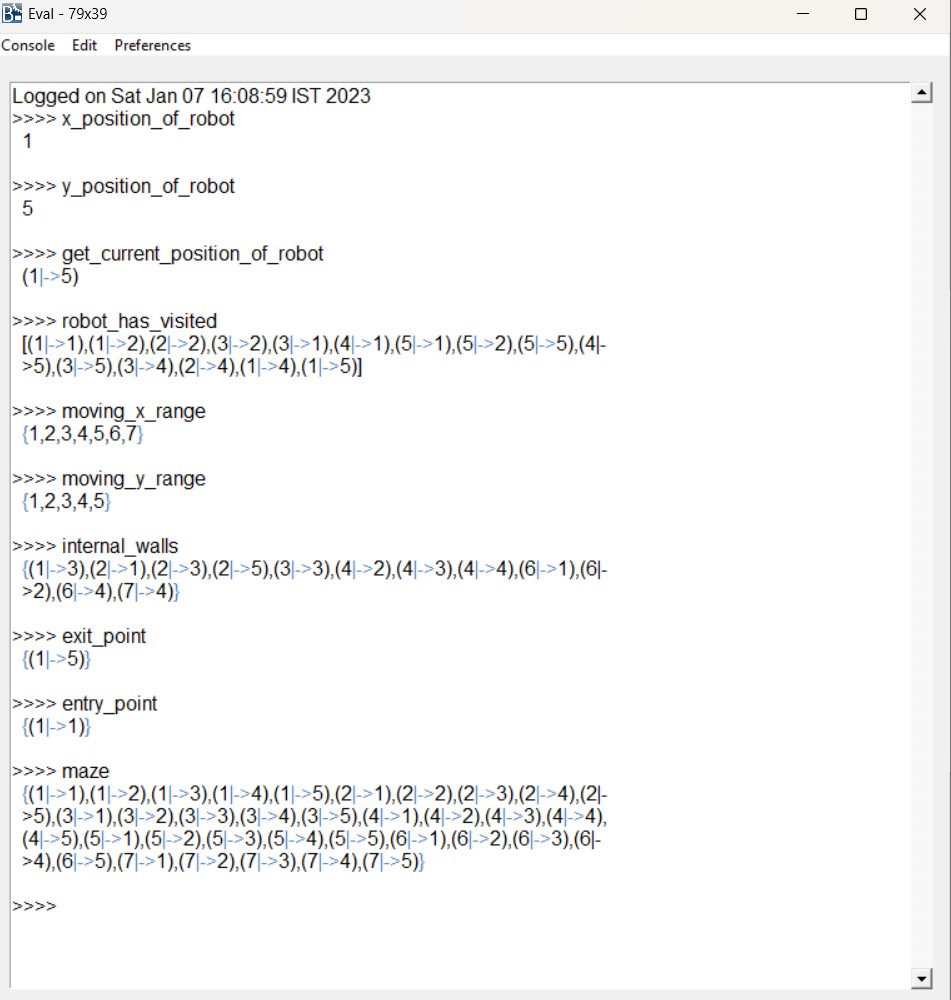 Eval - 79x39
Console Edit Preferences
Logged on Sat Jan 07 16:08:59 IST 2023
>>>> x_position_of_robot
1
>>>> y_position_of_robot
5
>>>> get_current_position_of_robot
(1|->5)
>>>> robot_has_visited
[(1|->1),(1|->2),(2|->2),(3|->2),(3|->1),(4|->1),(5|->1),(5|->2),(5|->5),(4|-
>5),(3|->5),(3|->4),(2|->4),(1|->4),(1|->5)]
>>>> moving_x_range
{1,2,3,4,5,6,7}
>>>> moving_y_range
{1,2,3,4,5}
>>>> internal_walls
{(1|->3),(2|->1),(2|->3),(2|->5),(3|->3),(4|->2),(4|->3),(4|->4),(6|->1),(6|-
>2),(6|->4),(7|->4)}
>>>> exit_point
{(1|->5)}
>>>> entry_point
{(1|->1)}
>>>> maze
{(1|->1),(1|->2),(1|->3),(1|->4),(1|->5),(2|->1),(2|->2),(2|->3),(2|->4),(2|-
>5),(3|->1),(3|->2),(3|->3),(3|->4),(3|->5),(4|->1),(4|->2),(4|->3),(4|->4),
(4|->5),(5|->1),(5|->2),(5|->3),(5|->4),(5|->5),(6|->1),(6|->2),(6|->3),(6|-
>4),(6|->5),(7|->1),(7|->2),(7|->3),(7|->4),(7|->5)}
>>>>